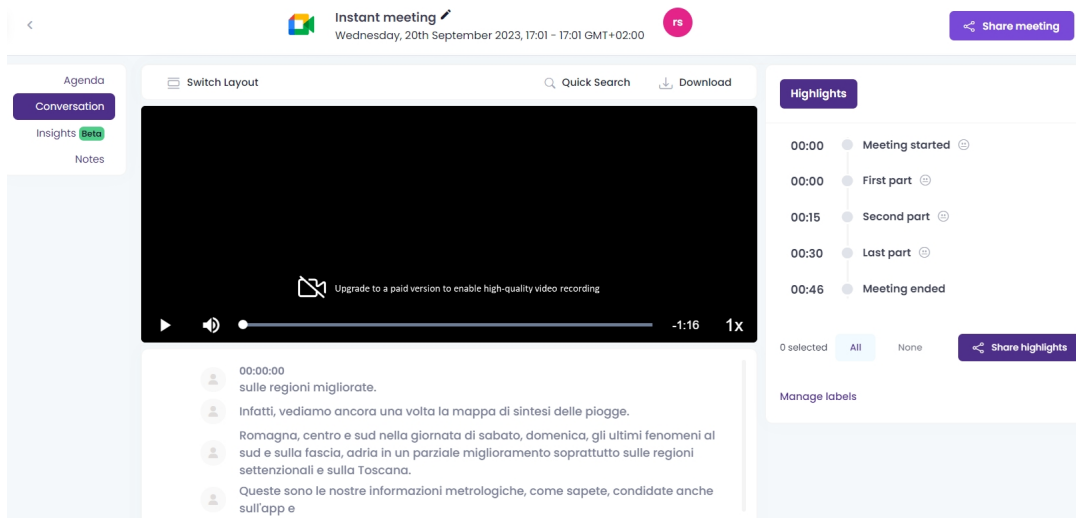 Instant meeting
Wednesday, 20th September 2023, 17:01 - 17:01 GMT+02:00
rs
Share meeting
Agenda
Conversation
Insights Beta
Notes
Switch Layout
Quick Search
Download
Upgrade to a paid version to enable high-quality video recording
-1:16
1x
00:00:00
sulle regioni migliorate.
Infatti, vediamo ancora una volta la mappa di sintesi delle piogge.
Romagna, centro e sud nella giornata di sabato, domenica, gli ultimi fenomeni al
sud e sulla fascia, adria in un parziale miglioramento soprattutto sulle regioni
settenzionali e sulla Toscana.
Queste sono le nostre informazioni metrologiche, come sapete, condidate anche
sull'app e
Highlights
00:00 Meeting started
00:00 First part
00:15 Second part
00:30 Last part
00:46 Meeting ended
0 selected All None Share highlights
Manage labels